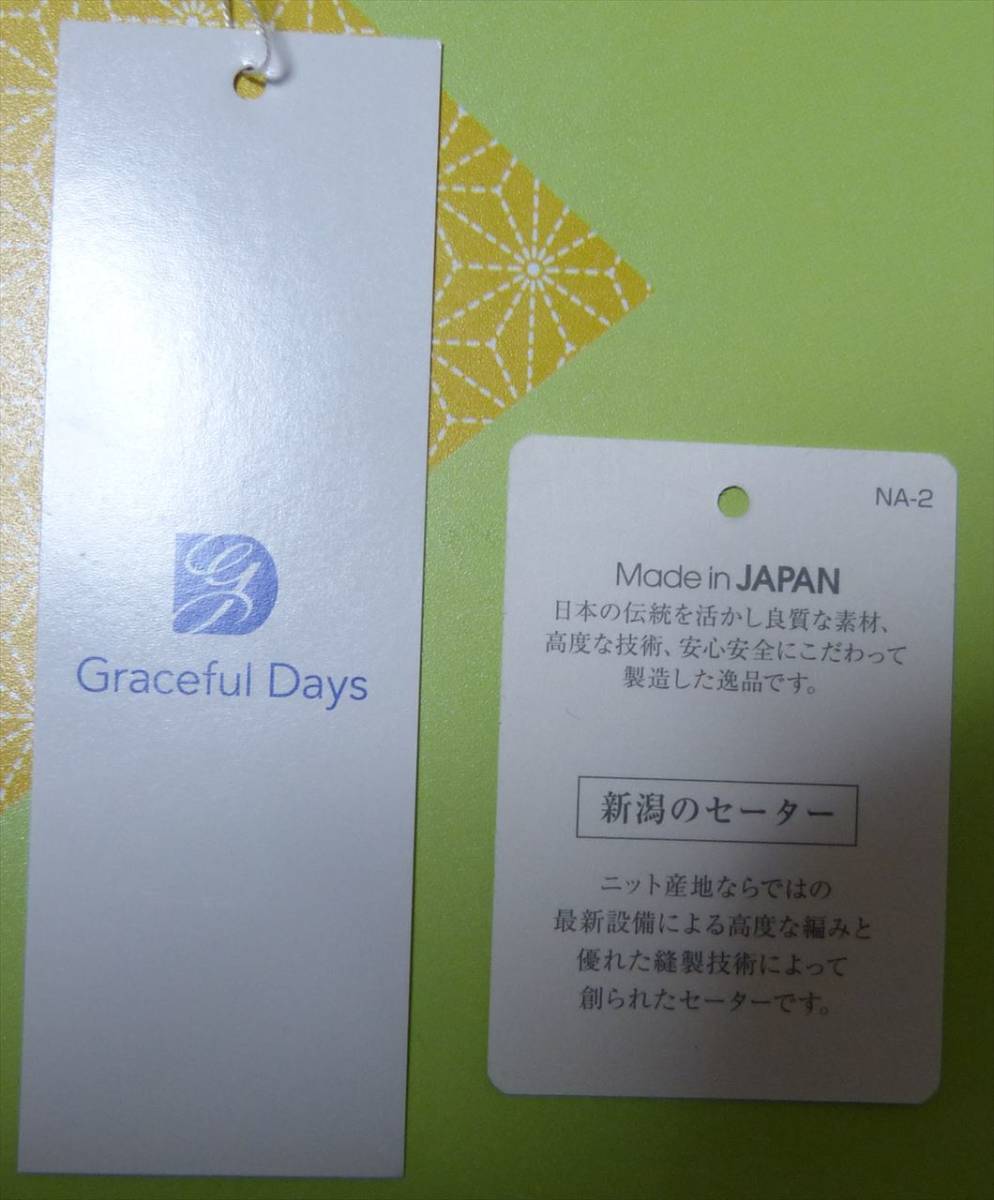 Graceful Days
NA-2
Made in JAPAN
日本の伝統を活かし良質な素材、
高度な技術、安心安全にこだわって
製造した逸品です。
新潟のセーター
ニット産地ならではの
最新設備による高度な編みと
優れた縫製技術によって
創られたセーターです。